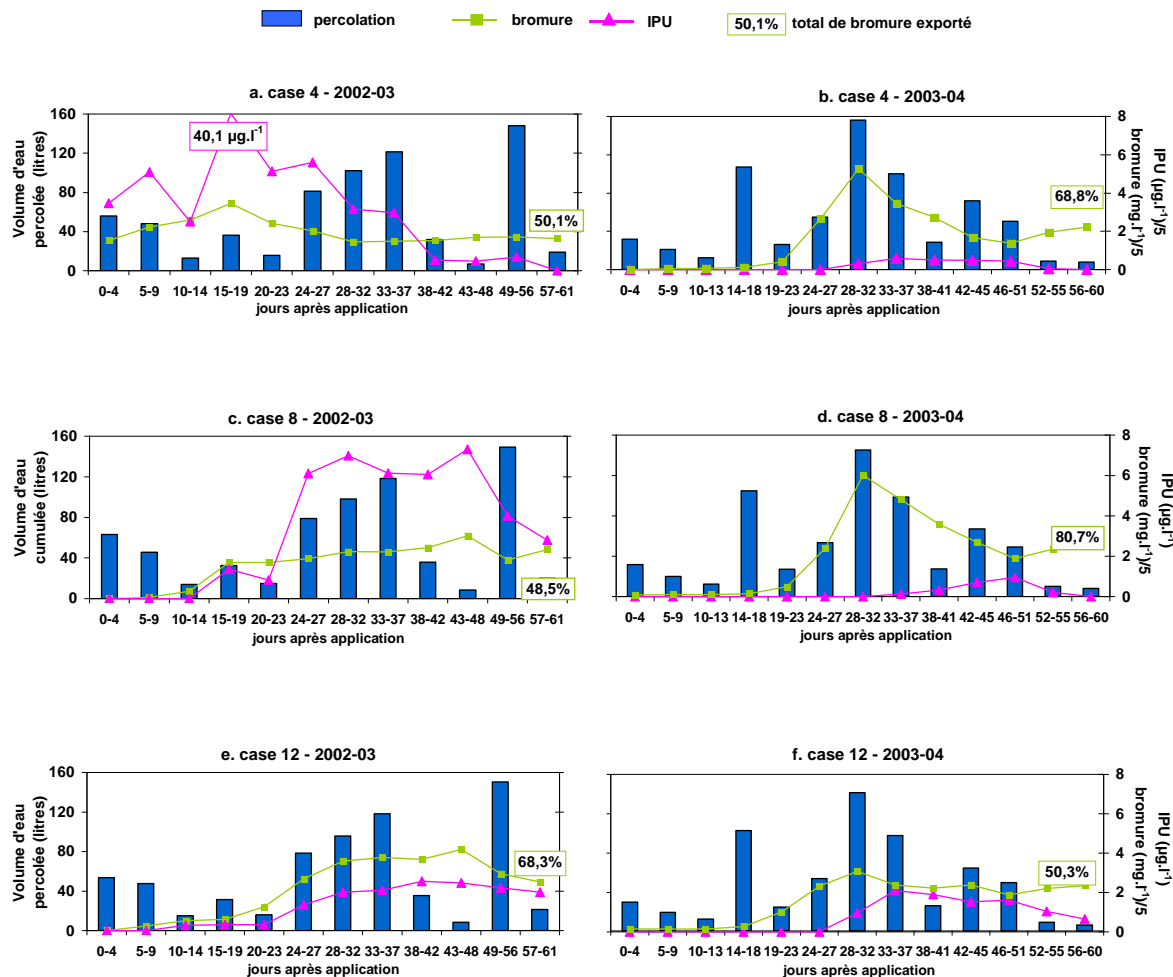 percolation bromure IPU 50,1% total de bromure exporté
a. case 4 - 2002-03
Volume d'eau
percolée (litres)
160
120
80
40
0
40,1 µg.l-1
50,1%
0-4 5-9 10-14 15-19 20-23 24-27 28-32 33-37 38-42 43-48 49-56 57-61
jours après application
b. case 4 - 2003-04
8
6
4
2
0
IPU (µg.l-1)/5
bromure (mg.l-1)/5
68,8%
0-4 5-9 10-13 14-18 19-23 24-27 28-32 33-37 38-41 42-45 46-51 52-55 56-60
jours après application
c. case 8 - 2002-03
Volume d'eau
cumulée (litres)
160
120
80
40
0
48,5%
0-4 5-9 10-14 15-19 20-23 24-27 28-32 33-37 38-42 43-48 49-56 57-61
jours après application
d. case 8 - 2003-04
8
6
4
2
0
IPU (µg.l-1)
bromure (mg.l-1)/5
80,7%
0-4 5-9 10-13 14-18 19-23 24-27 28-32 33-37 38-41 42-45 46-51 52-55 56-60
jours après application
e. case 12 - 2002-03
Volume d'eau
percolée (litres)
160
120
80
40
0
68,3%
0-4 5-9 10-14 15-19 20-23 24-27 28-32 33-37 38-42 43-48 49-56 57-61
jours après application
f. case 12 - 2003-04
8
6
4
2
0
IPU (µg.l-1)
bromure (mg.l-1)/5
50,3%
0-4 5-9 10-13 14-18 19-23 24-27 28-32 33-37 38-41 42-45 46-51 52-55 56-60
jours après application